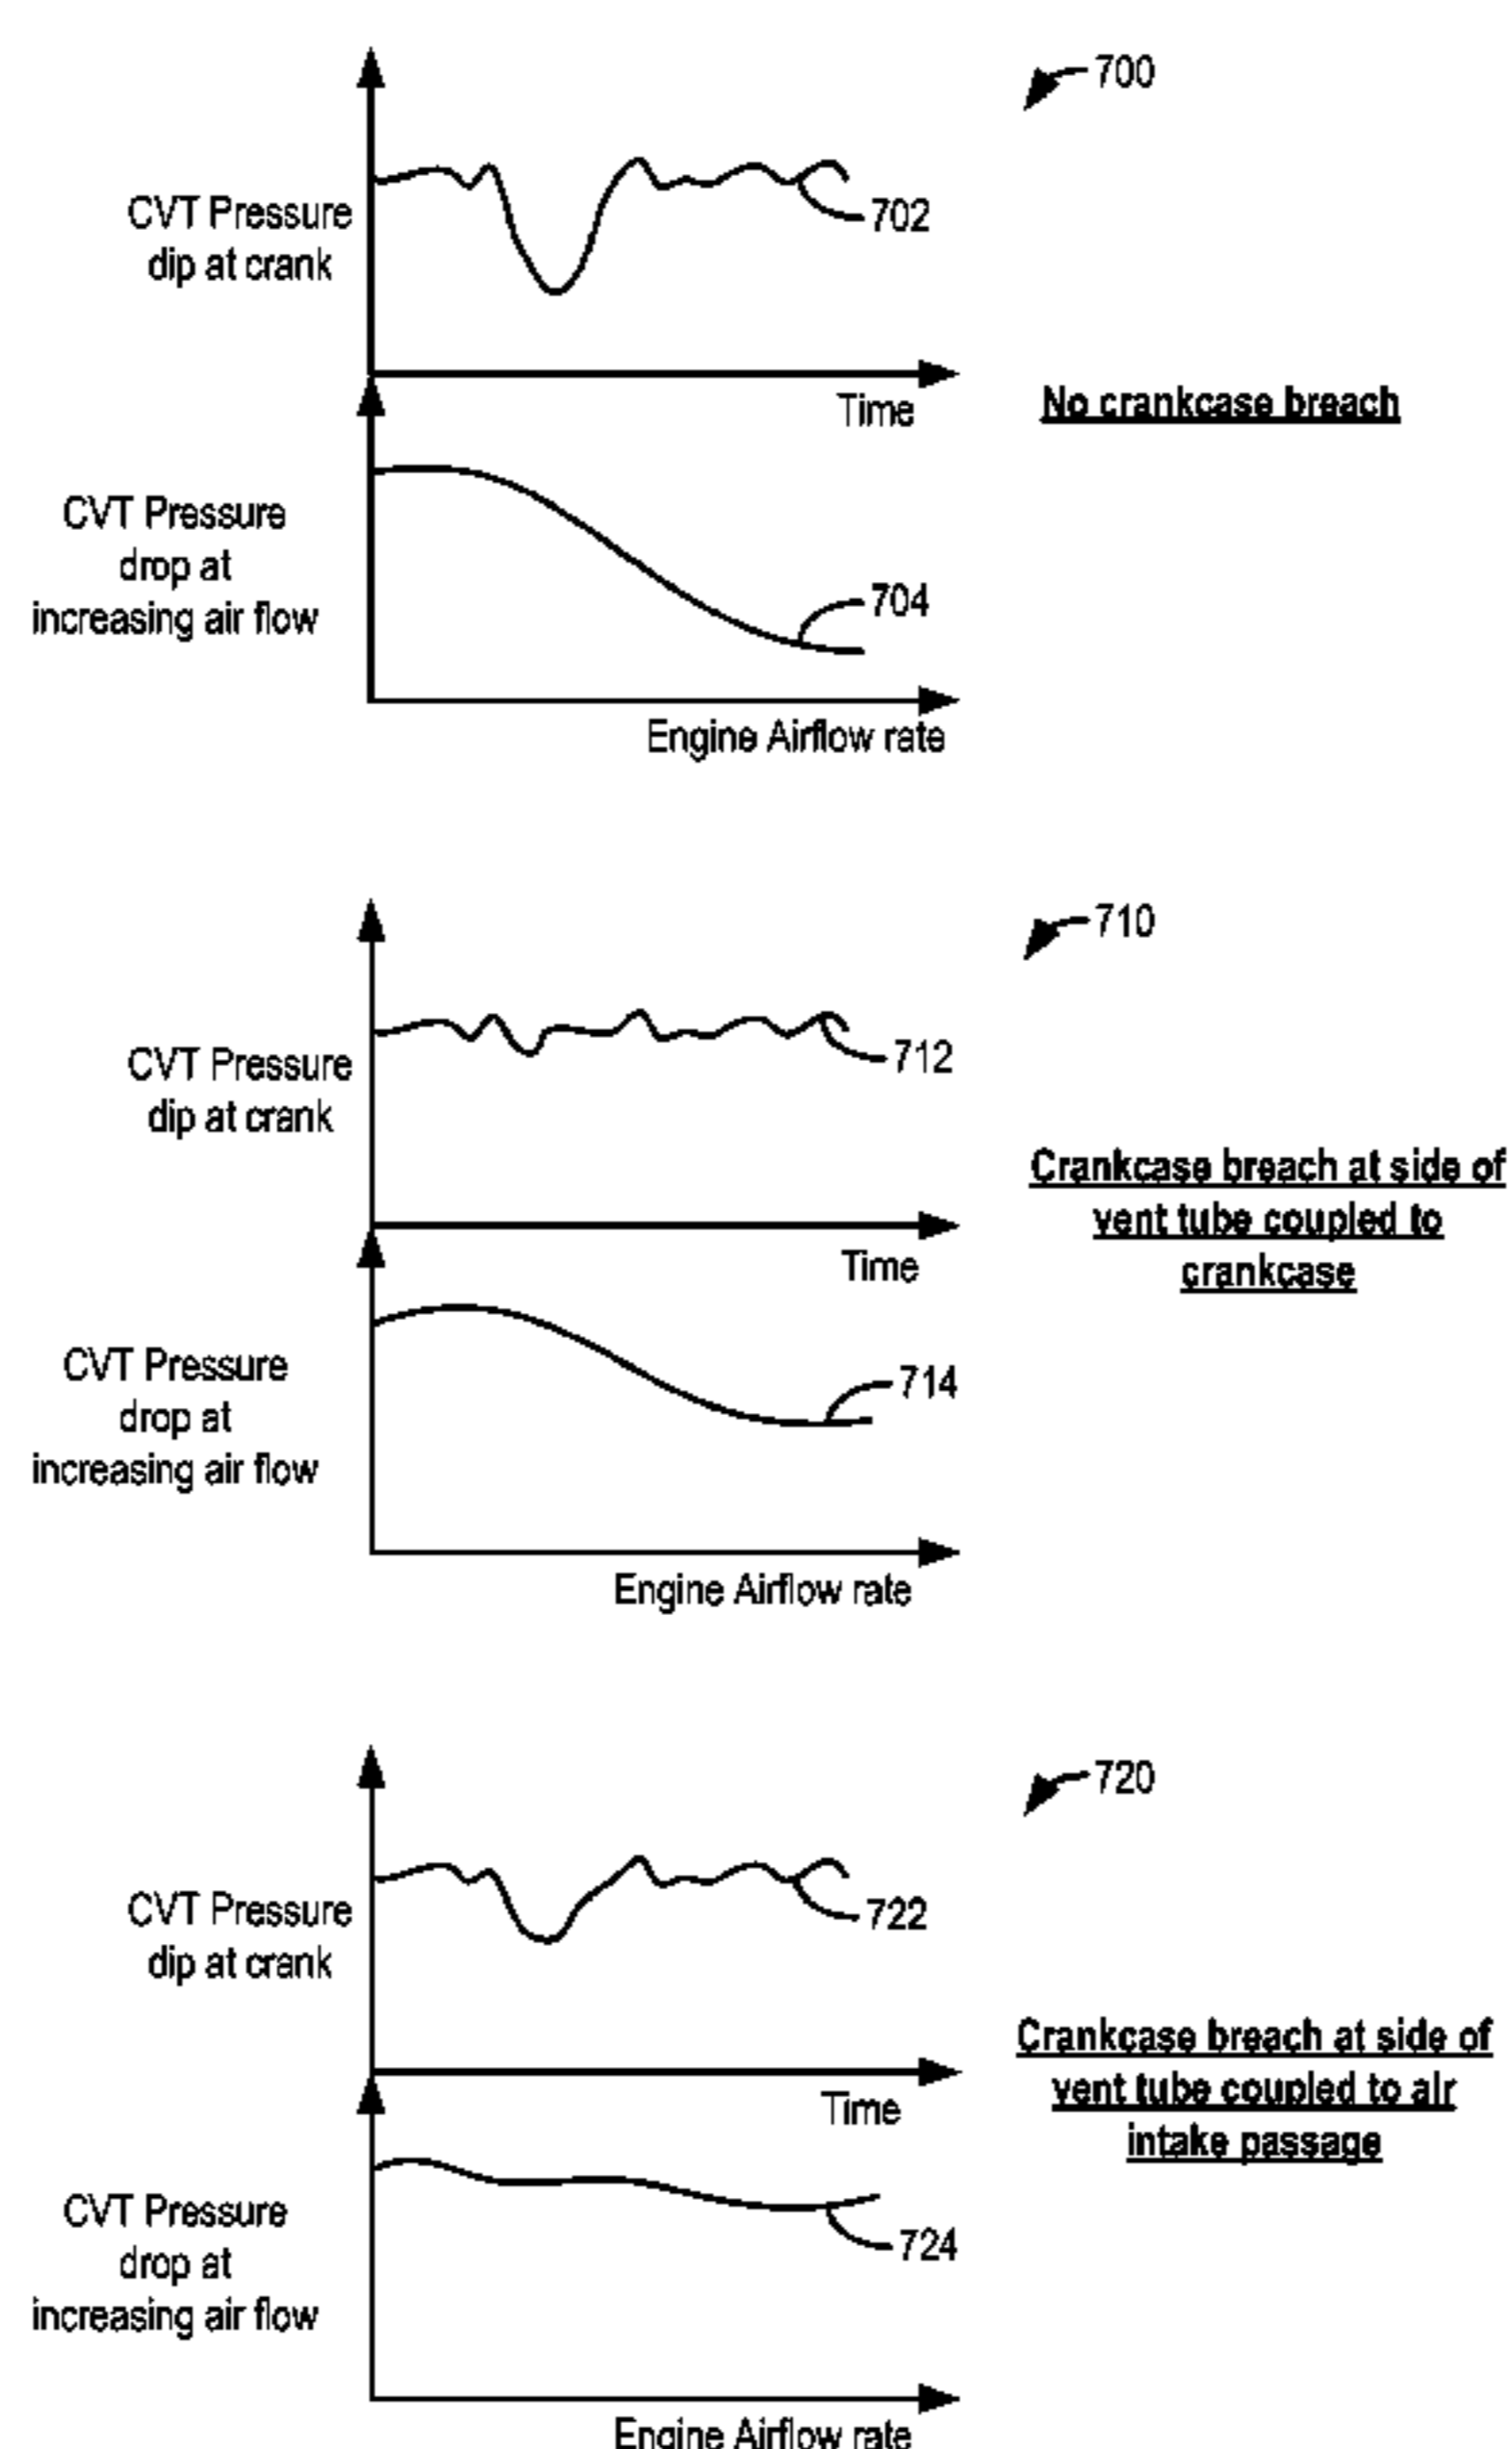 700
CVT Pressure
dip at crank
702
Time
No crankcase breach
CVT Pressure
drop at
increasing air flow
704
Engine Airflow rate
710
CVT Pressure
dip at crank
712
Time
Crankcase breach at side of
vent tube coupled to
crankcase
CVT Pressure
drop at
increasing air flow
714
Engine Airflow rate
720
CVT Pressure
dip at crank
722
Time
Crankcase breach at side of
vent tube coupled to air
intake passage
CVT Pressure
drop at
increasing air flow
724
Engine Airflow rate